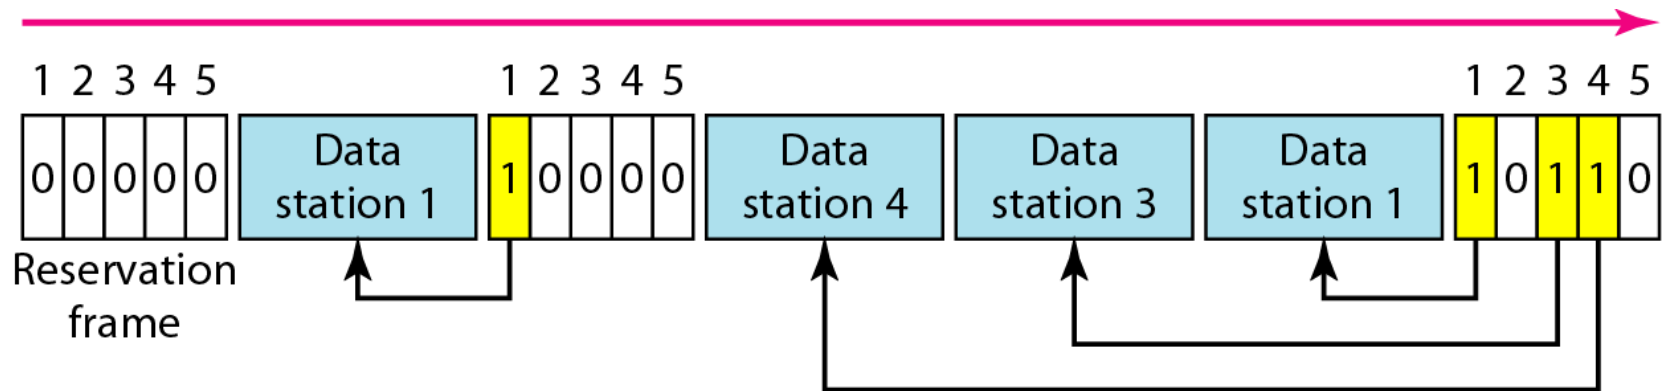 1 2 3 4 5 1 2 3 4 5 1 2 3 4 5
0 0 0 0 0 Data station 1 1 0 0 0 0 Data station 4 Data station 3 Data station 1 1 0 1 1 0
Reservation
frame